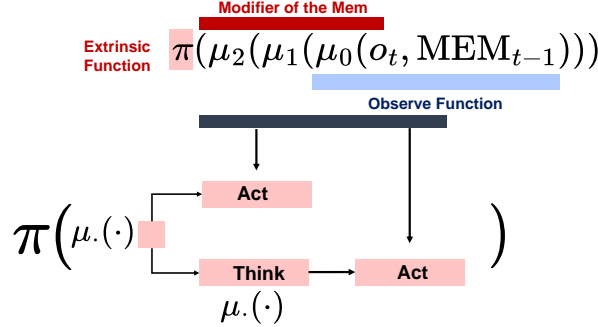 Modifier of the Mem
Extrinsic
Function
π(μ₂(μ₁(μ₀(oₜ, MEMₜ₋₁)))
Observe Function
Act
π(μ.(·) )
Think
Act
μ.(·)